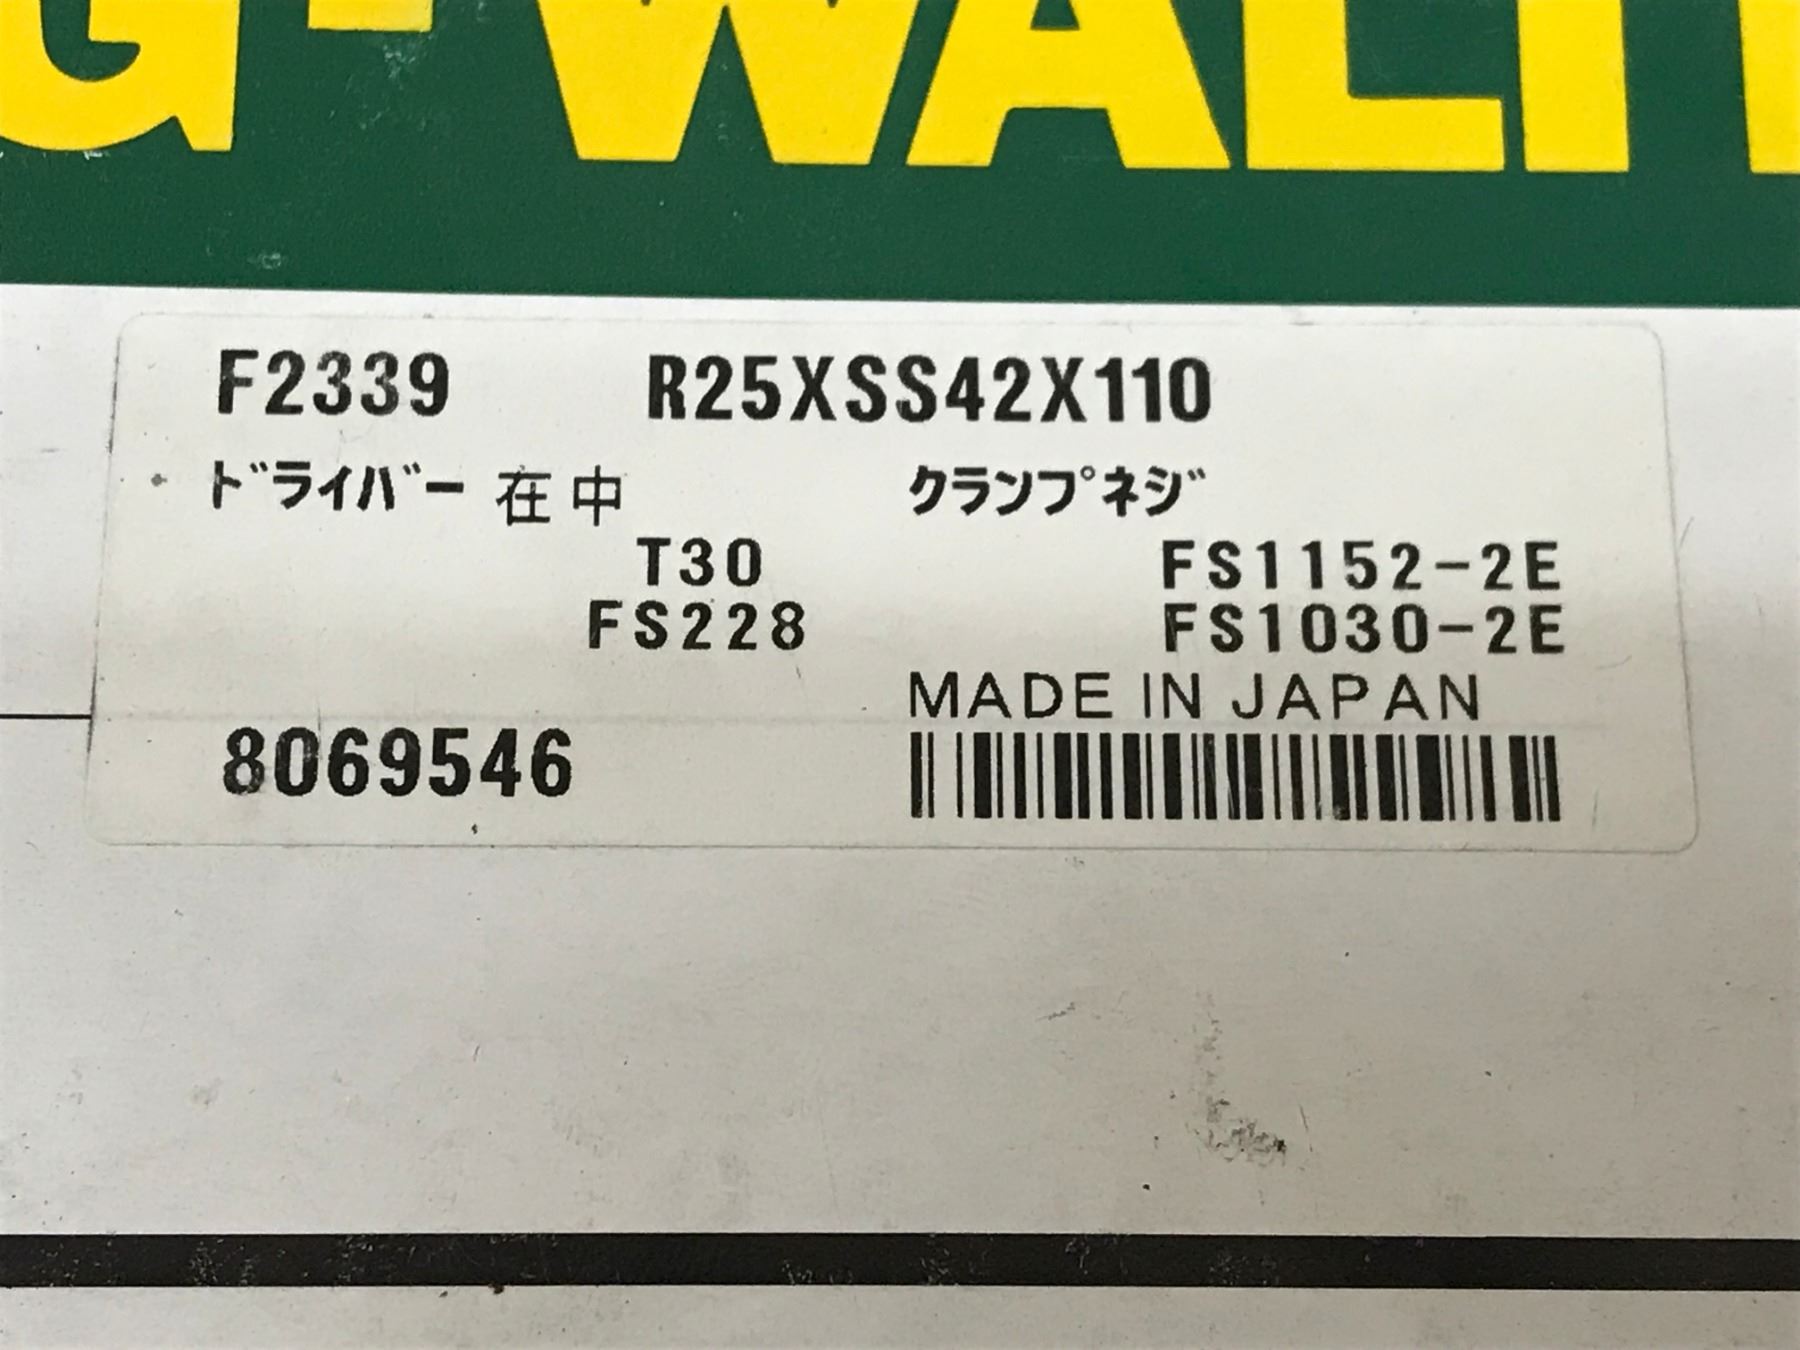 G-WALT
F2339 R25XSS42X110
ドライバー 在中 クランプネジ
T30 FS1152-2E
FS228 FS1030-2E
MADE IN JAPAN
8069546